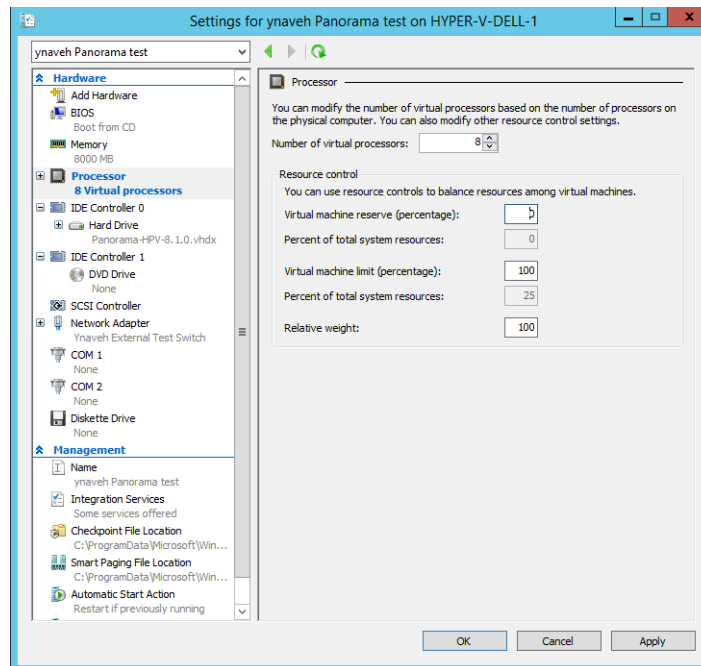 Settings for ynaveh Panorama test on HYPER-V-DELL-1
ynaveh Panorama test
Hardware
Add Hardware
BIOS
Boot from CD
Memory
8000 MB
Processor
8 Virtual processors
IDE Controller 0
Hard Drive
Panorama-HPV-8.1.0.vhdx
IDE Controller 1
DVD Drive
None
SCSI Controller
Network Adapter
Ynaveh External Test Switch
COM 1
None
COM 2
None
Diskette Drive
None
Management
Name
ynaveh Panorama test
Integration Services
Some services offered
Checkpoint File Location
C:\ProgramData\Microsoft\Win...
Smart Paging File Location
C:\ProgramData\Microsoft\Win...
Automatic Start Action
Restart if previously running
Processor
You can modify the number of virtual processors based on the number of processors on
the physical computer. You can also modify other resource control settings.
Number of virtual processors: 8
Resource control
You can use resource controls to balance resources among virtual machines.
Virtual machine reserve (percentage): 0
Percent of total system resources: 0
Virtual machine limit (percentage): 100
Percent of total system resources: 25
Relative weight: 100
OK Cancel Apply